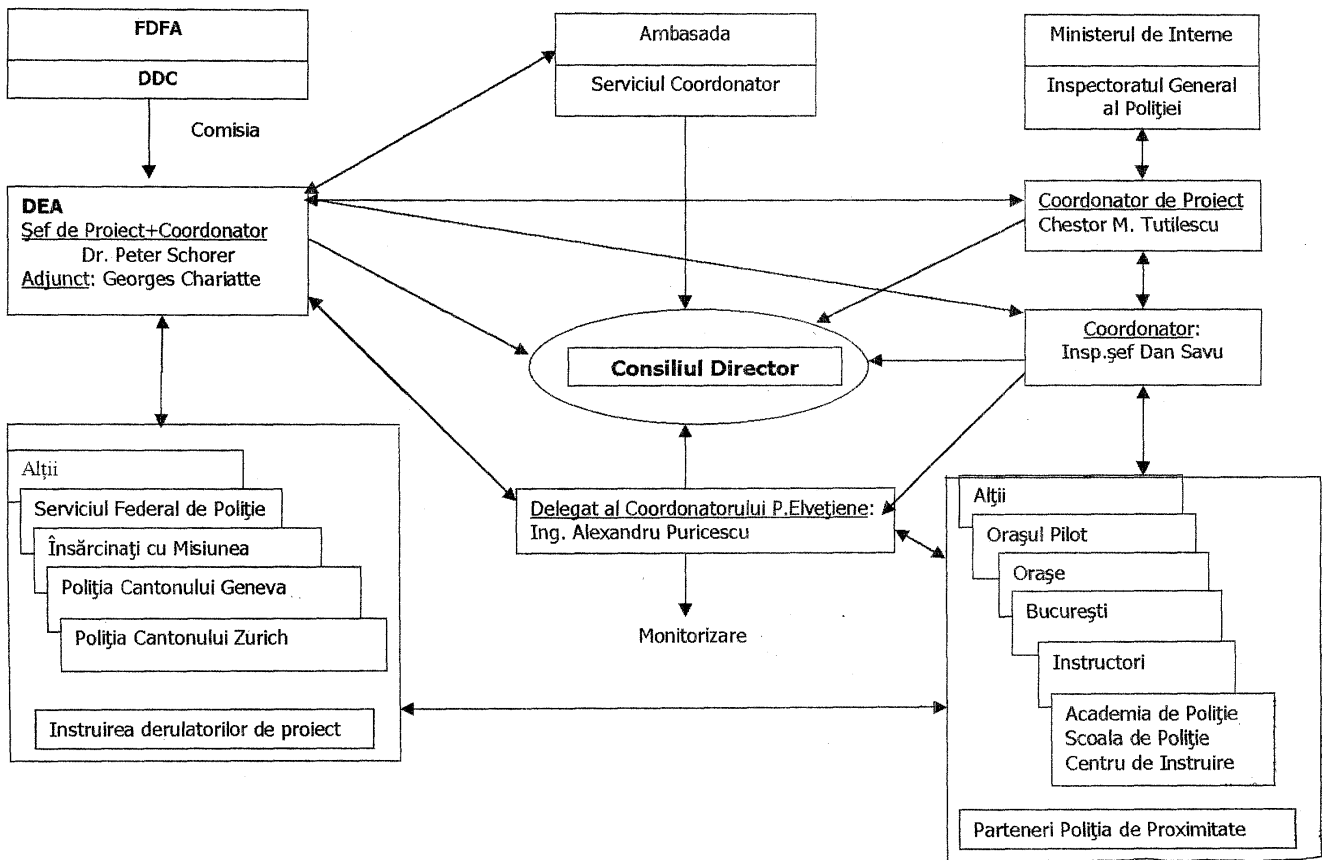 FDFA
DDC
Comisia
Ambasada
Serviciul Coordonator
Ministerul de Interne
Inspectoratul General
al Poliţiei
DEA
Şef de Proiect+Coordonator
Dr. Peter Schorer
Adjunct: Georges Chariatte
Coordonator de Proiect
Chestor M. Tutilescu
Coordonator:
Insp.şef Dan Savu
Consiliul Director
Alţii
Serviciul Federal de Poliţie
Însărcinaţi cu Misiunea
Poliţia Cantonului Geneva
Poliţia Cantonului Zurich
Instruirea derulatorilor de proiect
Delegat al Coordonatorului P.Elveţiene:
Ing. Alexandru Puricescu
Monitorizare
Alţii
Oraşul Pilot
Oraşe
Bucureşti
Instructori
Academia de Poliţie
Scoala de Poliţie
Centru de Instruire
Parteneri Poliţia de Proximitate